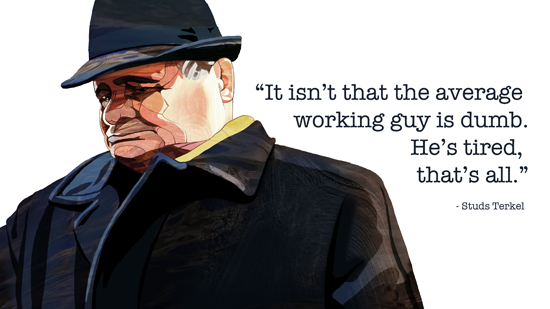 “It isn’t that the average
working guy is dumb.
He’s tired,
that’s all.”
- Studs Terkel